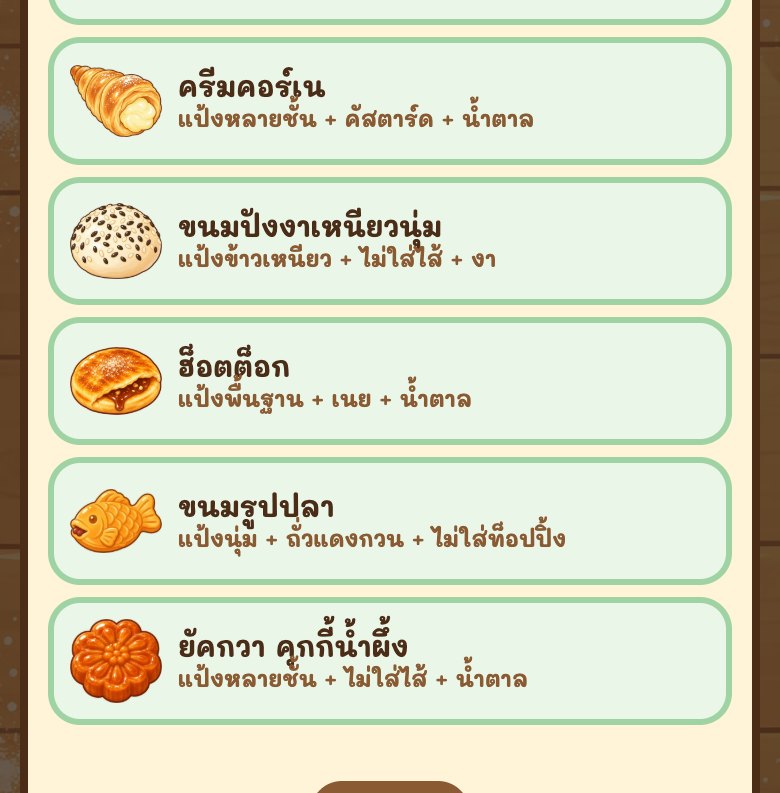 ครีมคอร์เน
แป้งหลายชั้น + คัสตาร์ด + น้ำตาล
ขนมปังงาเหนียวนุ่ม
แป้งข้าวเหนียว + ไม่ใส่ไส้ + งา
ฮ็อตต็อก
แป้งพื้นฐาน + เนย + น้ำตาล
ขนมรูปปลา
แป้งนุ่ม + ถั่วแดงกวน + ไม่ใส่ท็อปปิ้ง
ยัคกวา คุกกี้น้ำผึ้ง
แป้งหลายชั้น + ไม่ใส่ไส้ + น้ำตาล